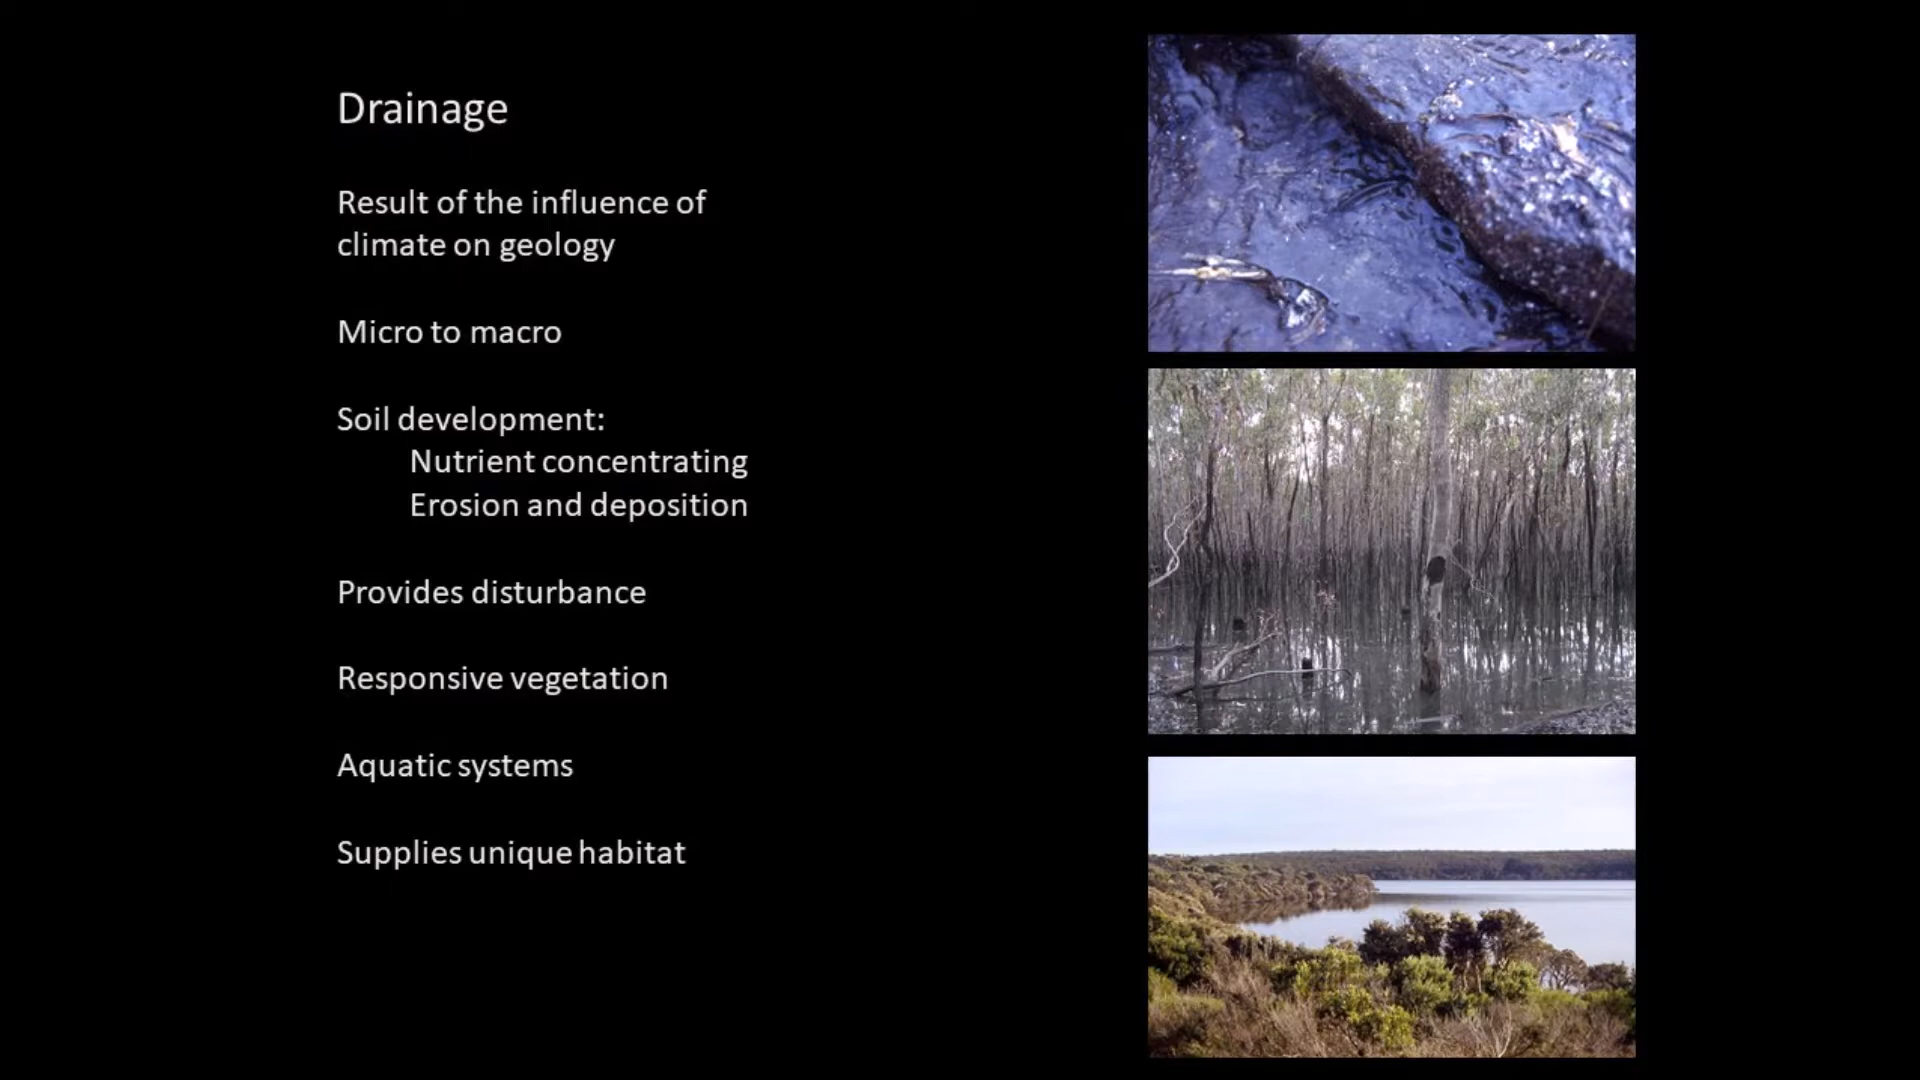 Drainage
Result of the influence of
climate on geology
Micro to macro
Soil development:
Nutrient concentrating
Erosion and deposition
Provides disturbance
Responsive vegetation
Aquatic systems
Supplies unique habitat